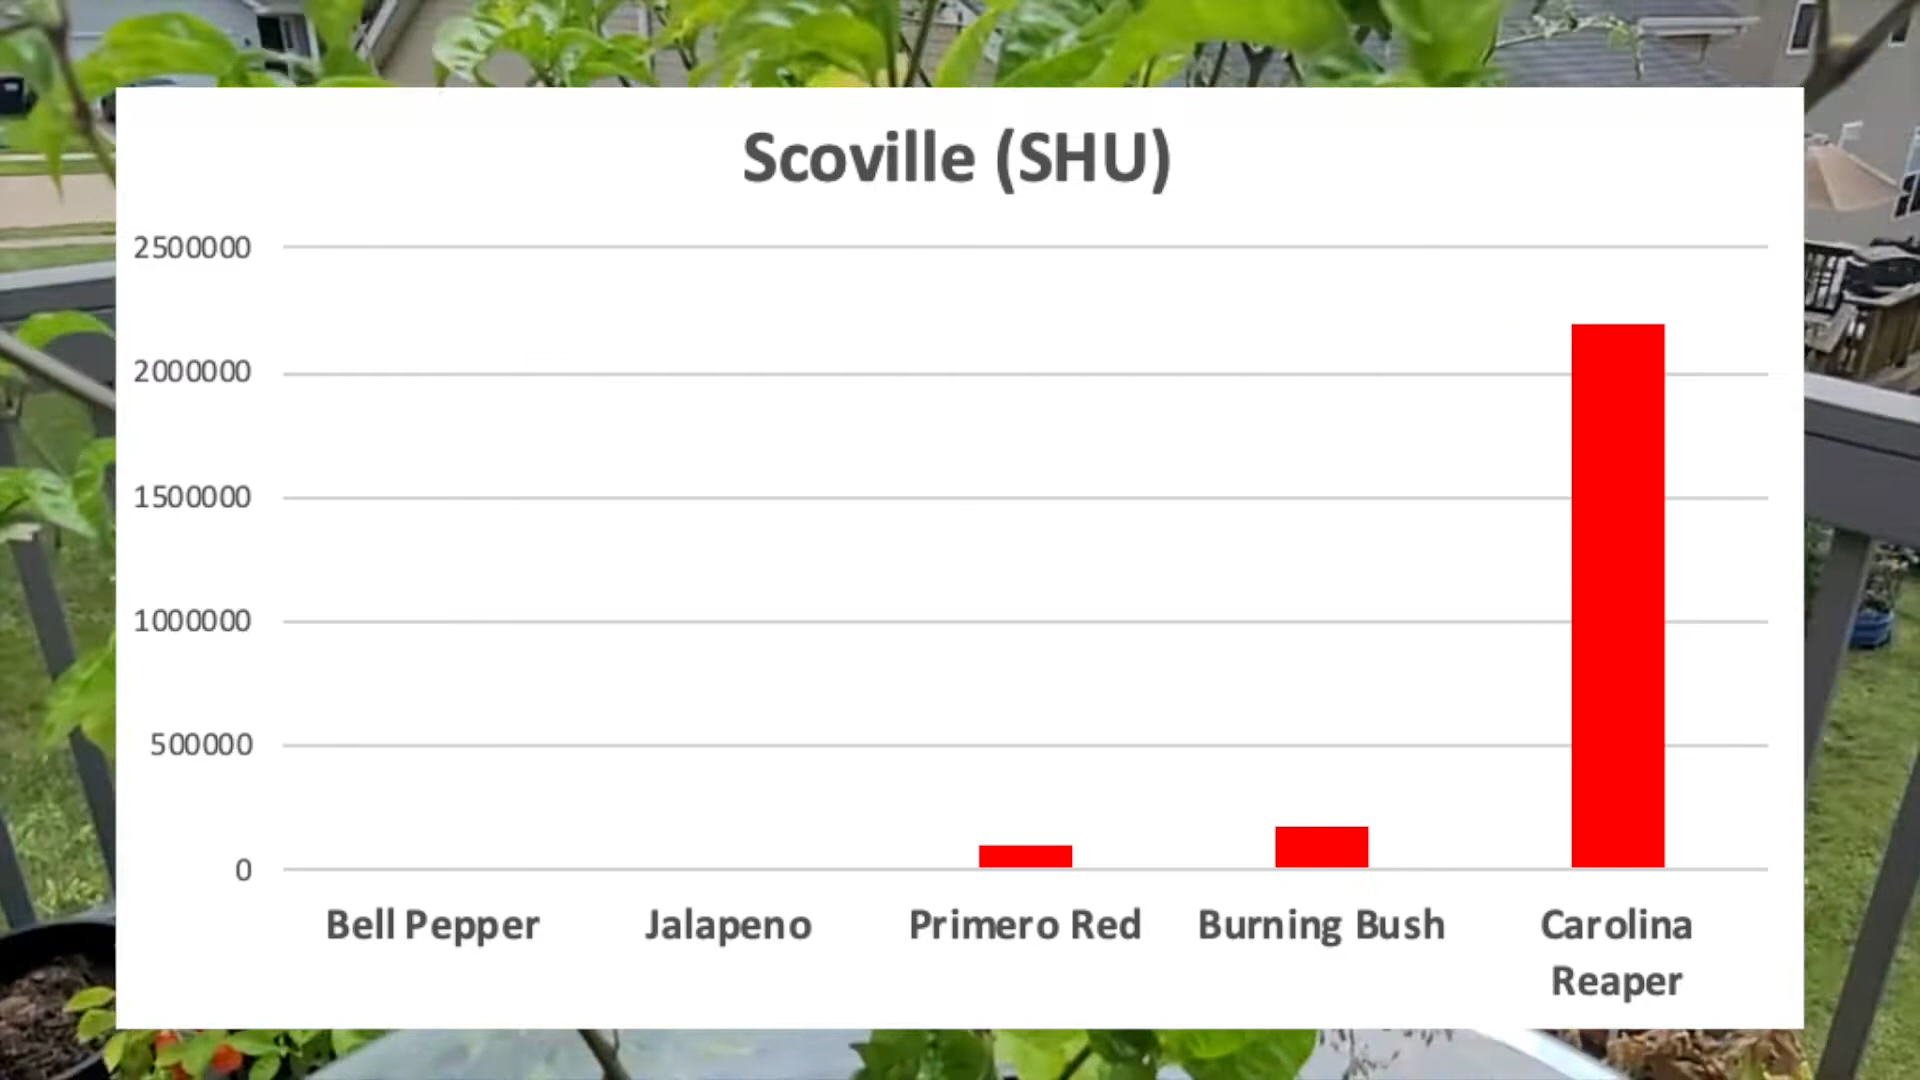 Scoville (SHU)
2500000
2000000
1500000
1000000
500000
0
Bell Pepper
Jalapeno
Primero Red
Burning Bush
Carolina
Reaper